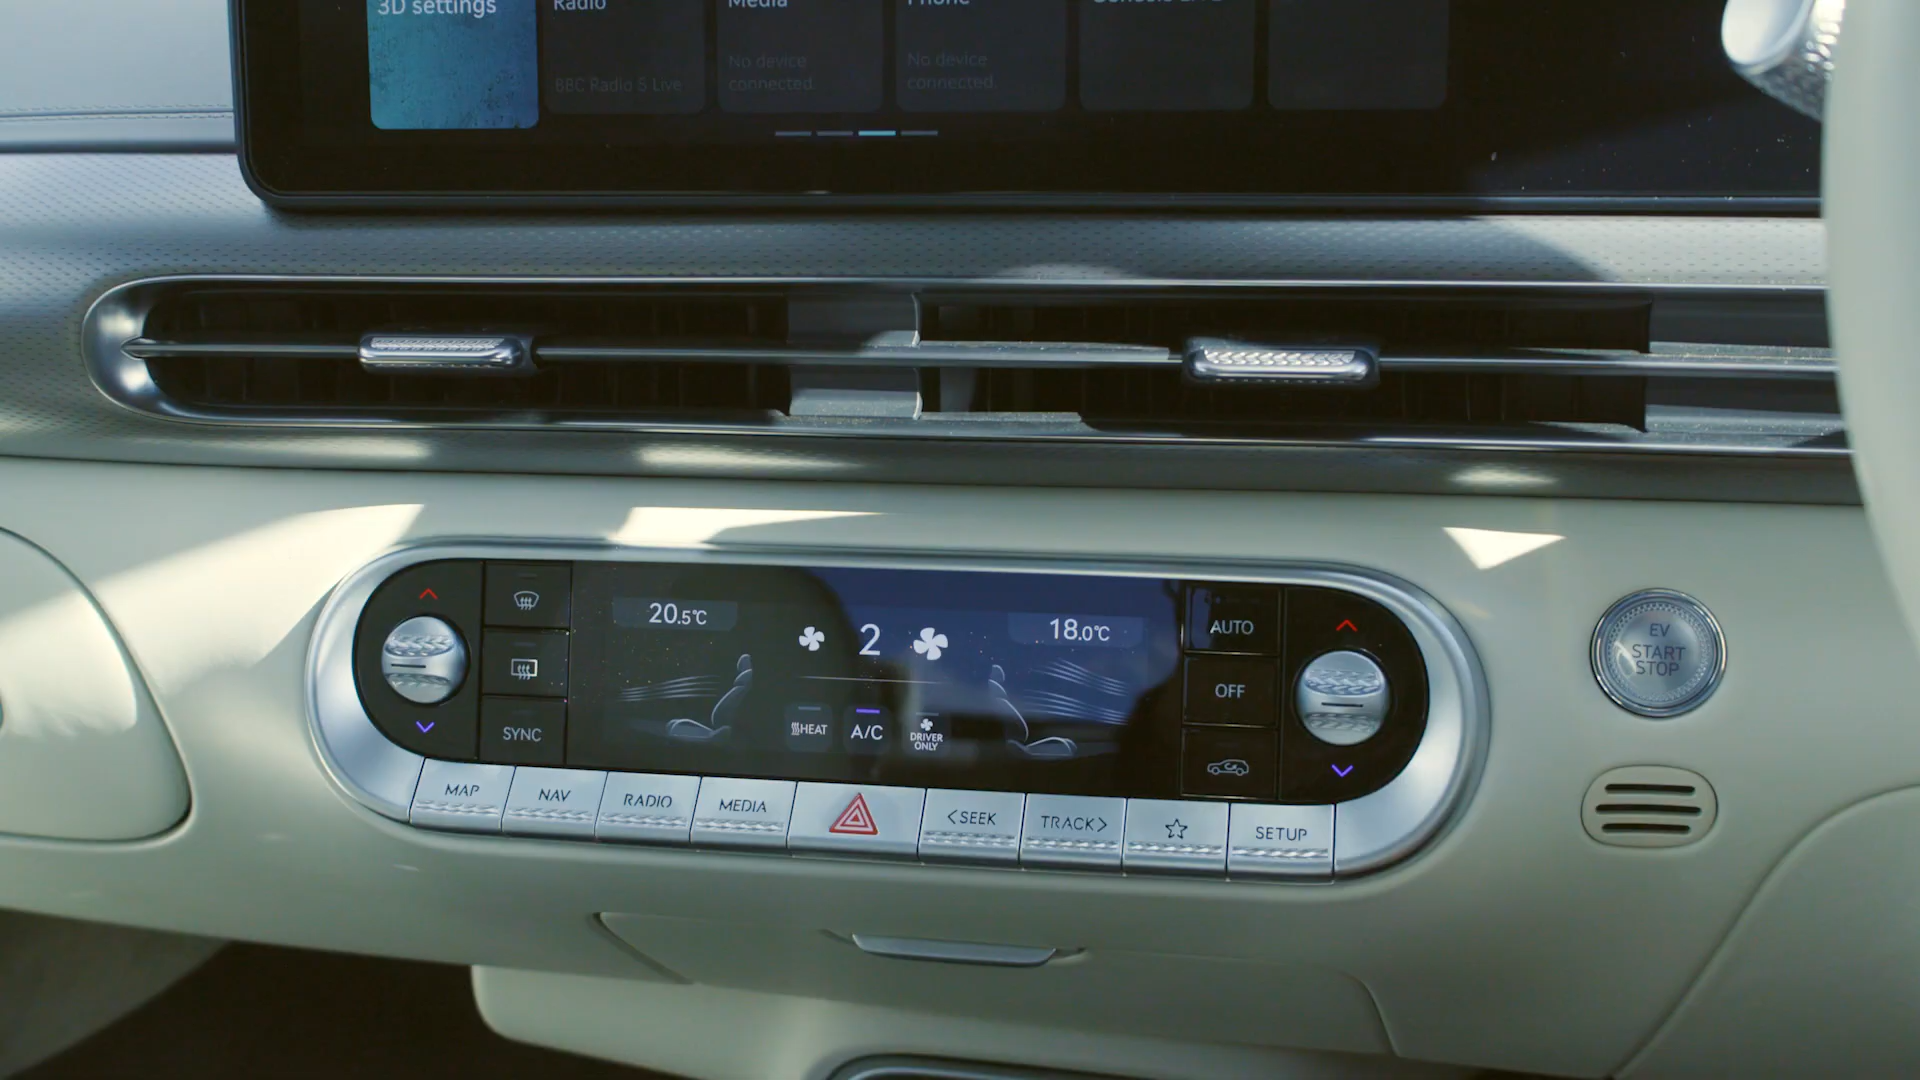 3D settings
Radio
Media
Phone
No device
connected.
No device
connected.
BBC Radio 5 Live
20.5°C
2
18.0°C
AUTO
OFF
SYNC
HEAT
A/C
DRIVER
ONLY
EV
START
STOP
MAP
NAV
RADIO
MEDIA
<SEEK
TRACK>
SETUP